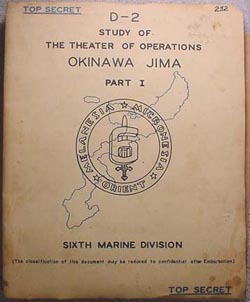 TOP SECRET
232
D-2
STUDY OF
THE THEATER OF OPERATIONS
OKINAWA JIMA
PART I
MELANESIA MICRONESIA
6
ORIENT
SIXTH MARINE DIVISION
(The classification of this document may be reduced to confidential after Embarkation)
TOP SECRET